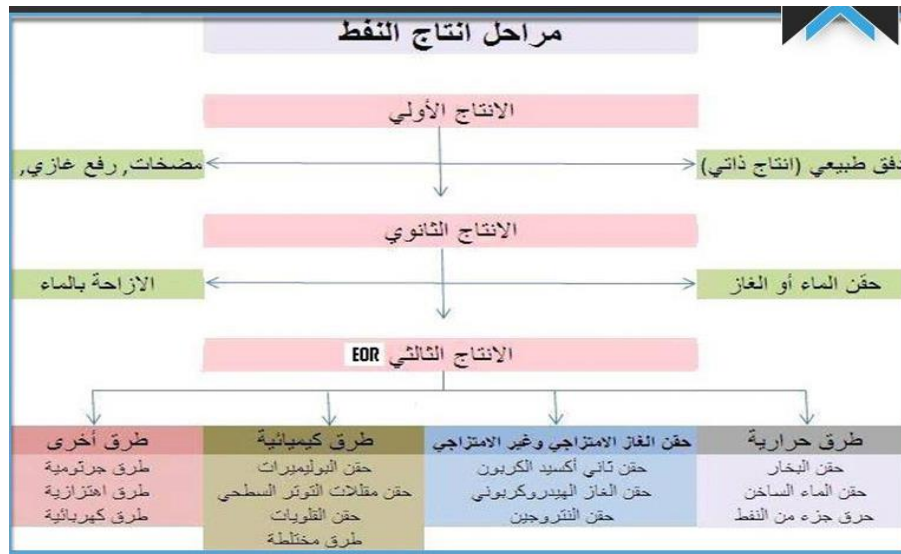 مراحل انتاج النفط
الانتاج الأولي
دفق طبيعي (انتاج ذاتي)
مضخات, رفع غازي,
الانتاج الثانوي
حقن الماء أو الغاز
الازاحة بالماء
الانتاج الثالثي EOR
طرق حرارية
حقن البخار
حقن الماء الساخن
حرق جزء من النفط
حقن الغاز الامتزاجي وغير الامتزاجي
حقن ثاني أكسيد الكربون
حقن الغاز الهيدروكربوني
حقن النتروجين
طرق كيميائية
حقن البوليميرات
حقن مقللات التوتر السطحي
حقن القلويات
طرق مختلطة
طرق أخرى
طرق جرثومية
طرق اهتزازية
طرق كهربائية